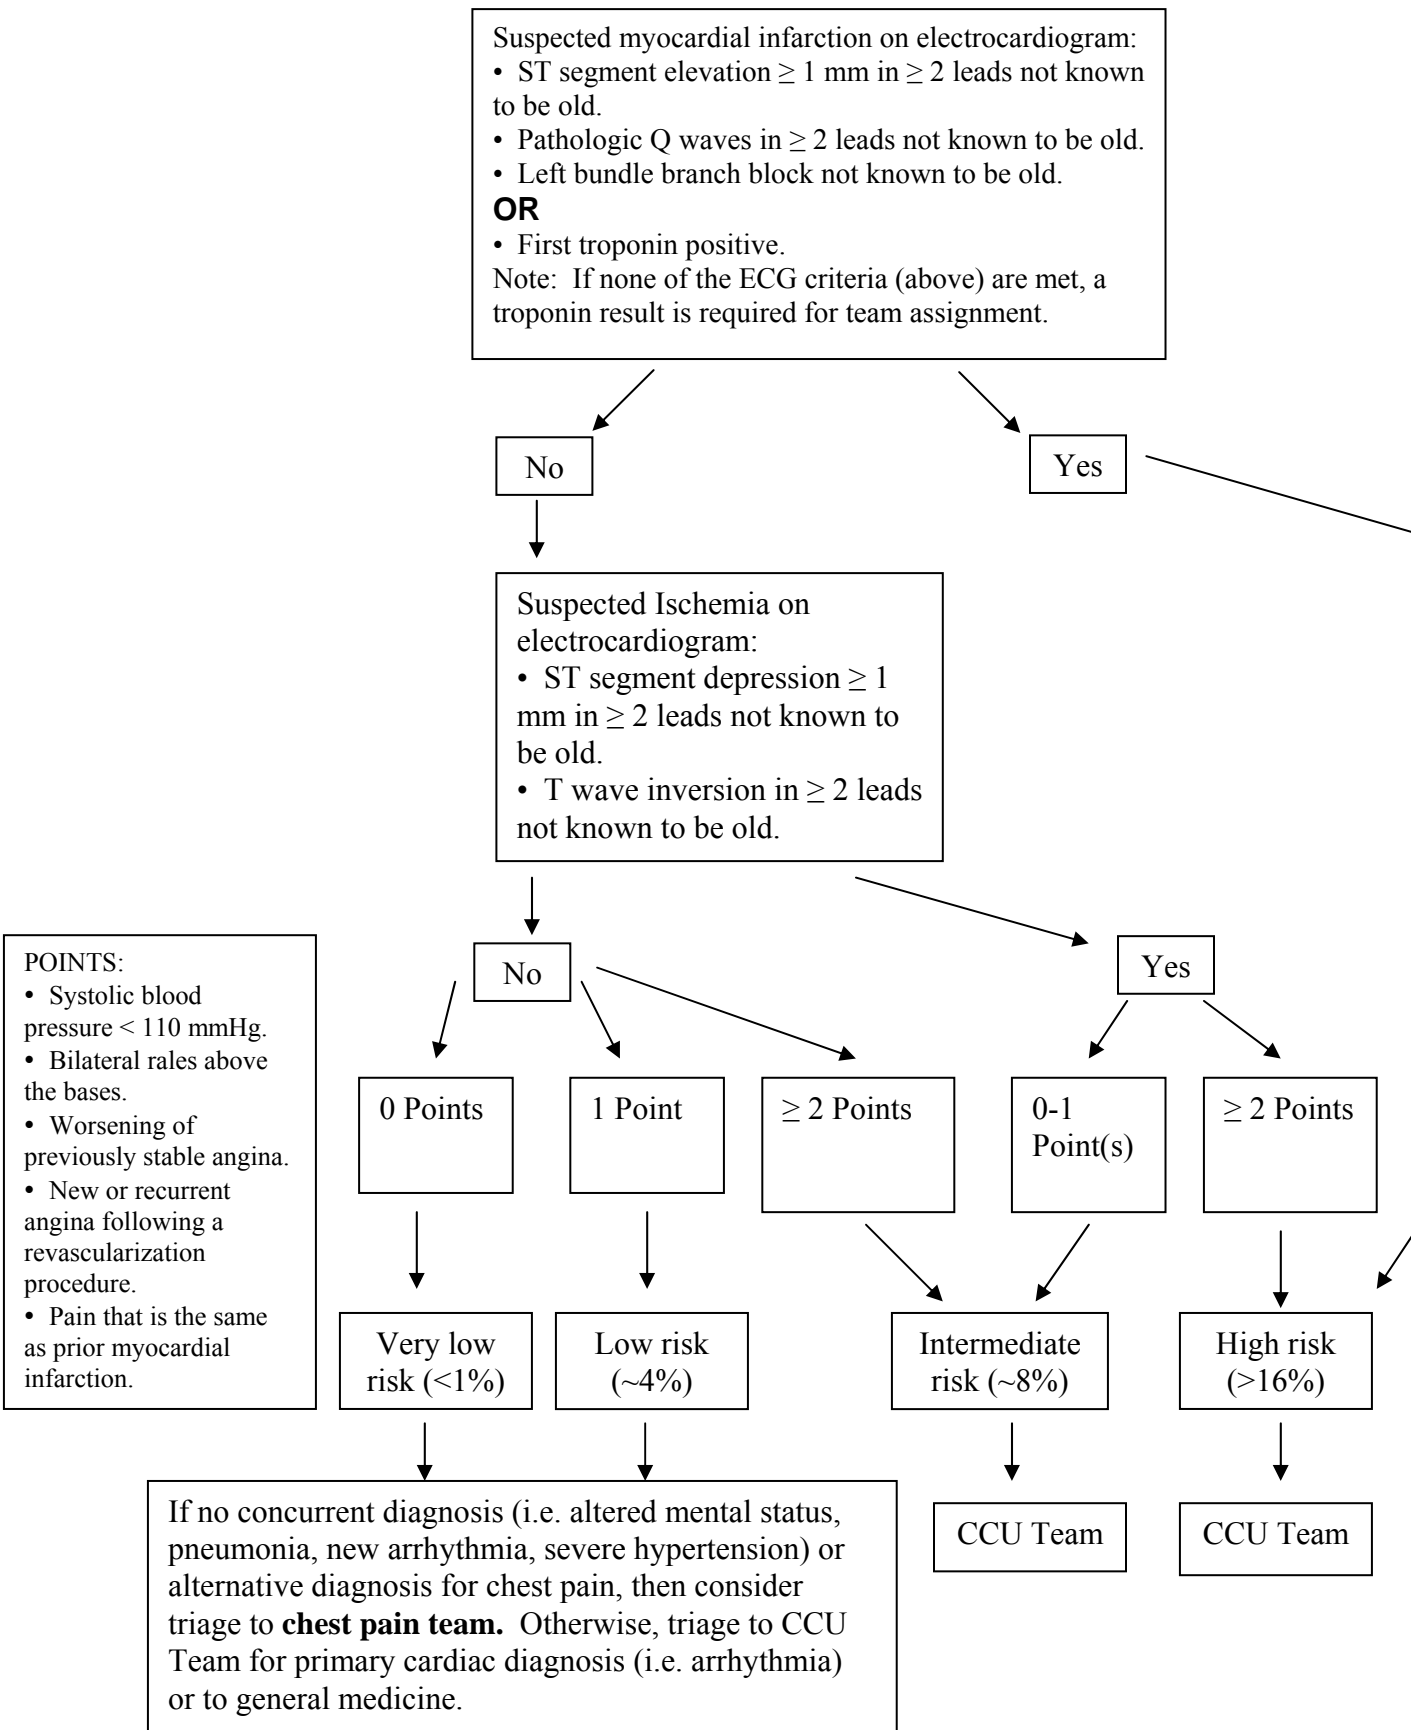 Suspected myocardial infarction on electrocardiogram:
• ST segment elevation ≥ 1 mm in ≥ 2 leads not known
to be old.
• Pathologic Q waves in ≥ 2 leads not known to be old.
• Left bundle branch block not known to be old.
OR
• First troponin positive.
Note: If none of the ECG criteria (above) are met, a
troponin result is required for team assignment.
No
Yes
Suspected Ischemia on
electrocardiogram:
• ST segment depression ≥ 1
mm in ≥ 2 leads not known to
be old.
• T wave inversion in ≥ 2 leads
not known to be old.
POINTS:
• Systolic blood
pressure < 110 mmHg.
• Bilateral rales above
the bases.
• Worsening of
previously stable angina.
• New or recurrent
angina following a
revascularization
procedure.
• Pain that is the same
as prior myocardial
infarction.
No
Yes
0 Points
1 Point
≥ 2 Points
0-1
Point(s)
≥ 2 Points
Very low
risk (<1%)
Low risk
(~4%)
Intermediate
risk (~8%)
High risk
(>16%)
If no concurrent diagnosis (i.e. altered mental status,
pneumonia, new arrhythmia, severe hypertension) or
alternative diagnosis for chest pain, then consider
triage to chest pain team. Otherwise, triage to CCU
Team for primary cardiac diagnosis (i.e. arrhythmia)
or to general medicine.
CCU Team
CCU Team